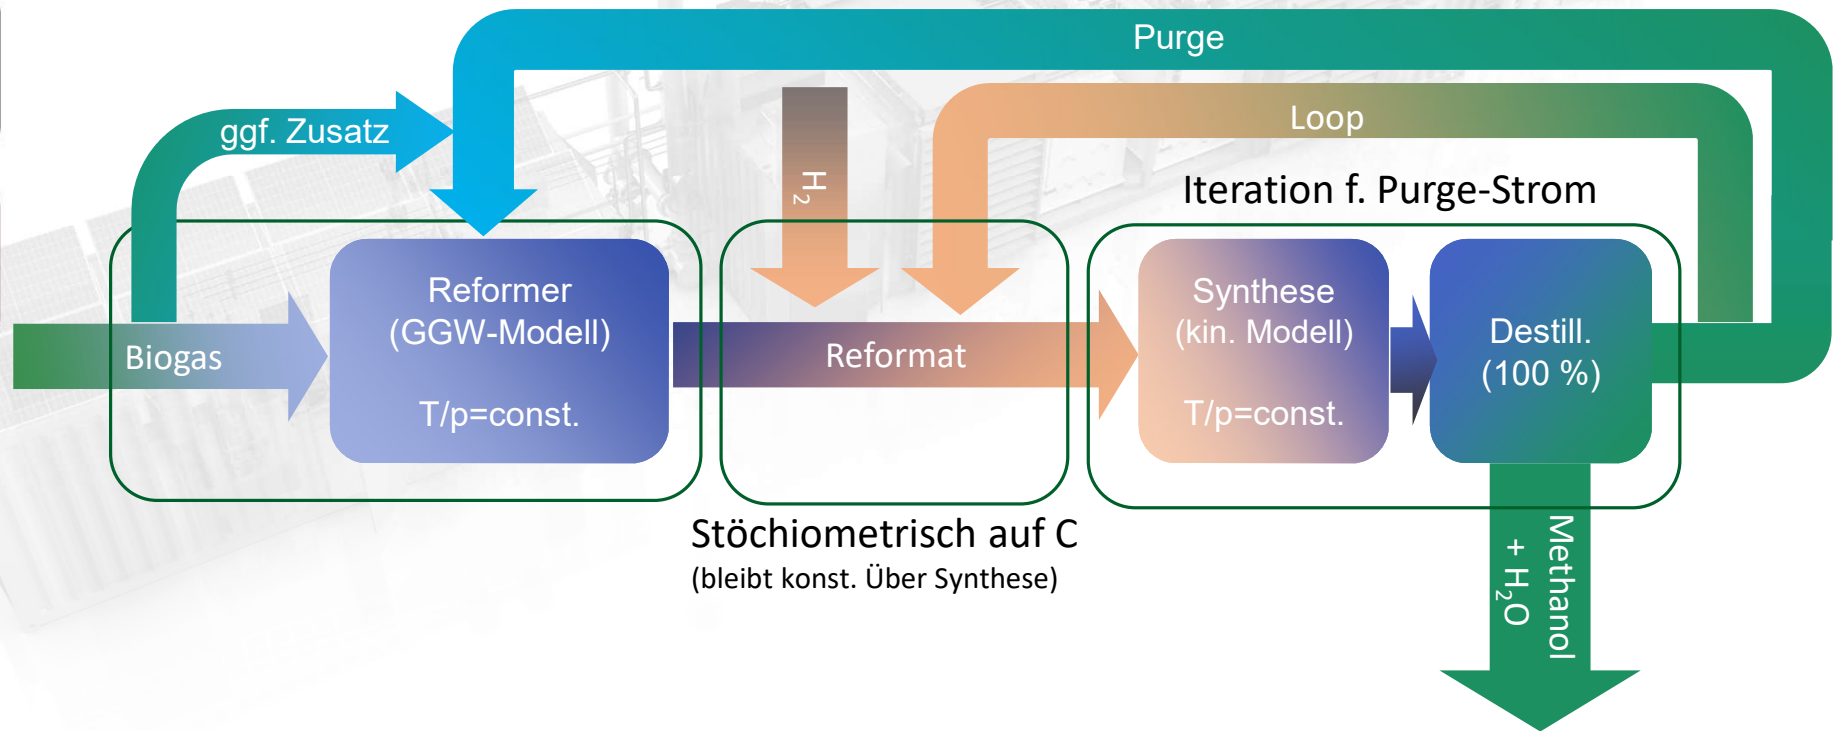 Purge
ggf. Zusatz
Loop
H₂
Iteration f. Purge-Strom
Biogas
Reformer
(GGW-Modell)
T/p=const.
Reformat
Synthese
(kin. Modell)
T/p=const.
Destill.
(100 %)
Stöchiometrisch auf C
(bleibt konst. Über Synthese)
Methanol
+ H₂O